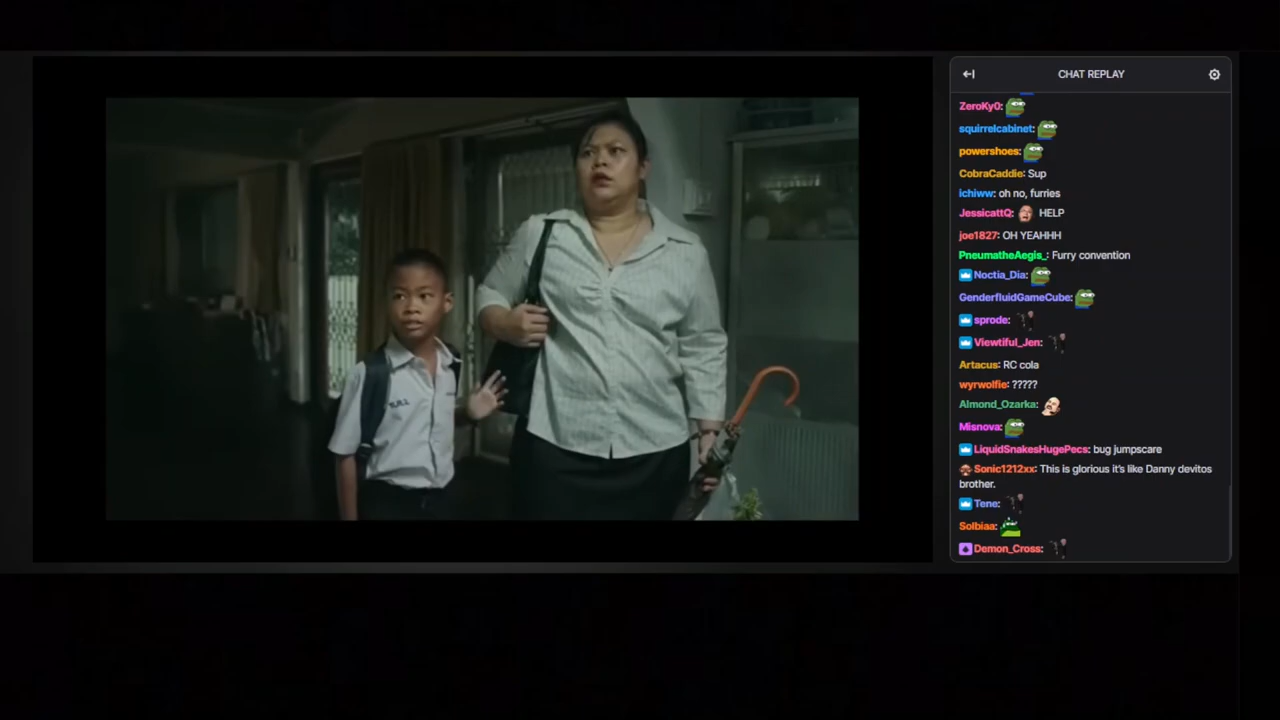 CHAT REPLAY
ZeroKy0:
squirrelcabinet:
powershoes:
CobraCaddie: Sup
ichiww: oh no, furries
JessicattQ: HELP
joe1827: OH YEAHHH
PneumatheAegis_: Furry convention
Noctia_Dia:
GenderfluidGameCube:
sprode:
Viewtiful_Jen:
Artacus: RC cola
wyrwolfie: ?????
Almond_Ozarka:
Misnova:
LiquidSnakesHugePecs: bug jumpscare
Sonic1212xx: This is glorious it's like Danny devitos
brother.
Tene:
Solbiaa:
Demon_Cross: